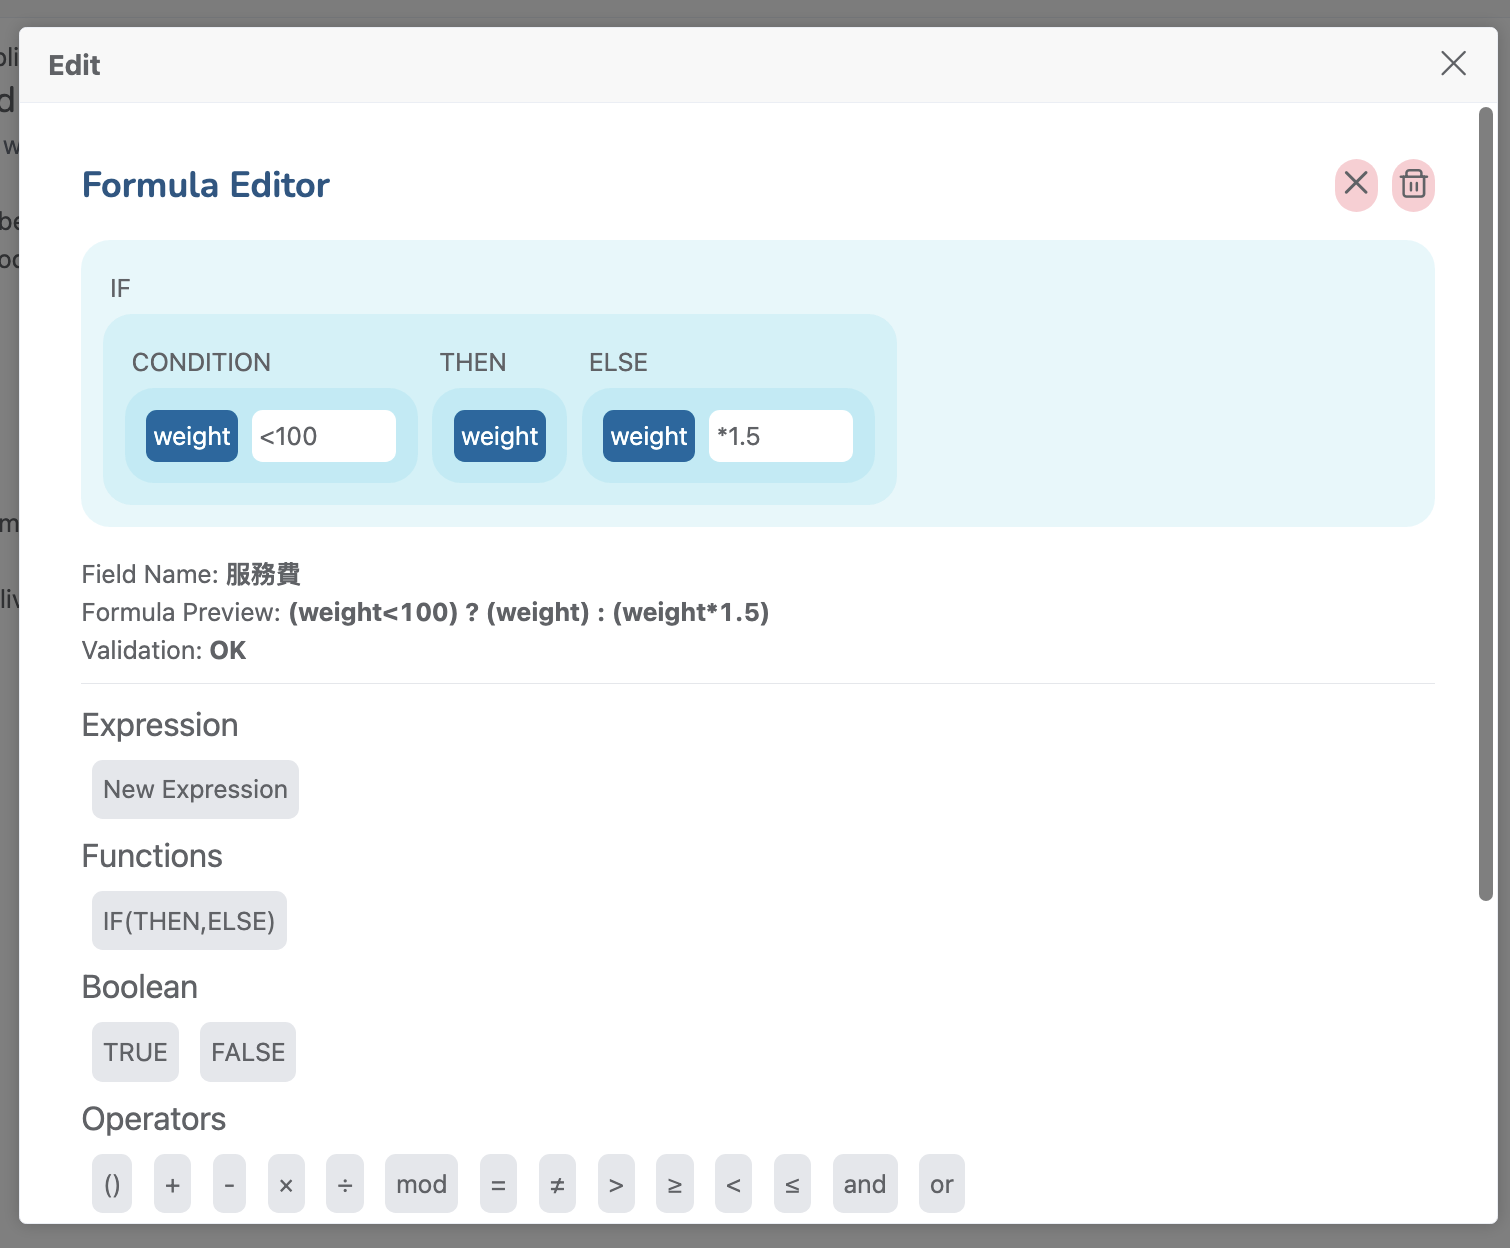 Edit
Formula Editor
IF
CONDITION THEN ELSE
weight <100 weight weight *1.5
Field Name: 服務費
Formula Preview: (weight<100) ? (weight) : (weight*1.5)
Validation: OK
Expression
New Expression
Functions
IF(THEN,ELSE)
Boolean
TRUE FALSE
Operators
() + - × ÷ mod = ≠ > ≥ < ≤ and or